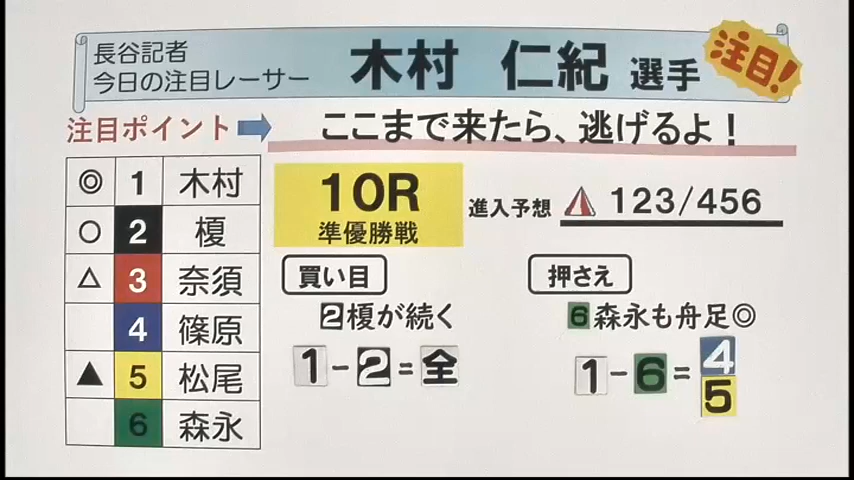 長谷記者
今日の注目レーサー
木村 仁紀 選手
注目!
注目ポイント
ここまで来たら、逃げるよ!
◎ 1 木村
○ 2 榎
△ 3 奈須
4 篠原
▲ 5 松尾
6 森永
10R
準優勝戦
進入予想 123/456
買い目
2榎が続く
1-2=全
押さえ
6森永も舟足◎
1-6=4
5